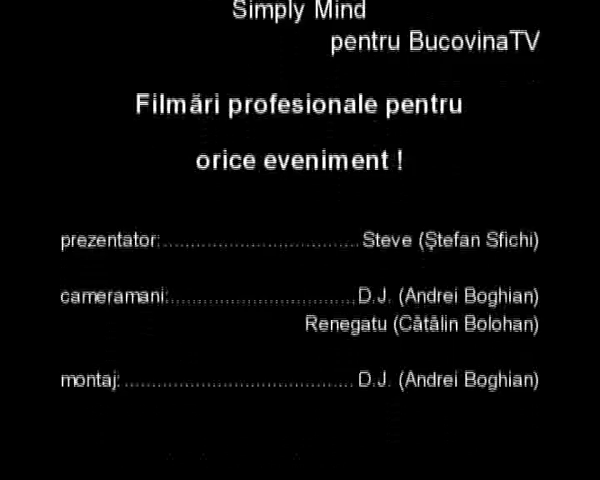 Simply Mind
pentru BucovinaTV
Filmări profesionale pentru
orice eveniment !
prezentator:....................................Steve (Ștefan Sfichi)
cameramani:..................................D.J. (Andrei Boghian)
Renegatu (Cătălin Bolohan)
montaj:..........................................D.J. (Andrei Boghian)